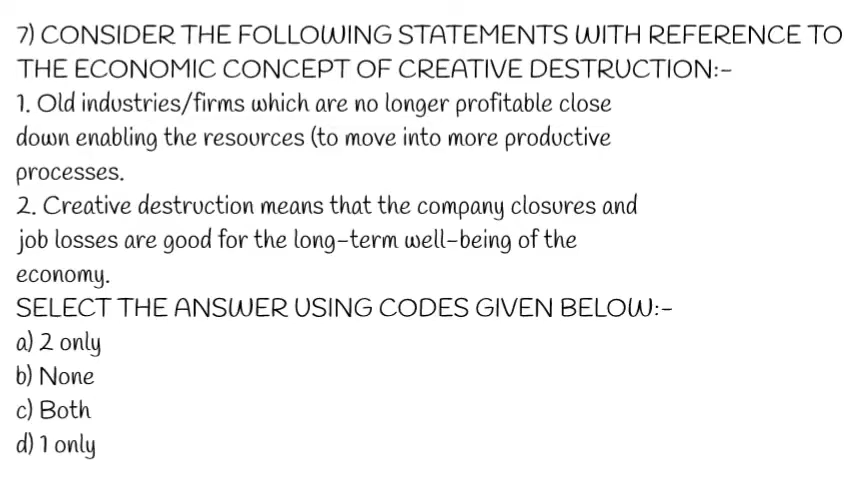 7) CONSIDER THE FOLLOWING STATEMENTS WITH REFERENCE TO
THE ECONOMIC CONCEPT OF CREATIVE DESTRUCTION:-
1. Old industries/firms which are no longer profitable close
down enabling the resources (to move into more productive
processes.
2. Creative destruction means that the company closures and
job losses are good for the long-term well-being of the
economy.
SELECT THE ANSWER USING CODES GIVEN BELOW:-
a) 2 only
b) None
c) Both
d) 1 only